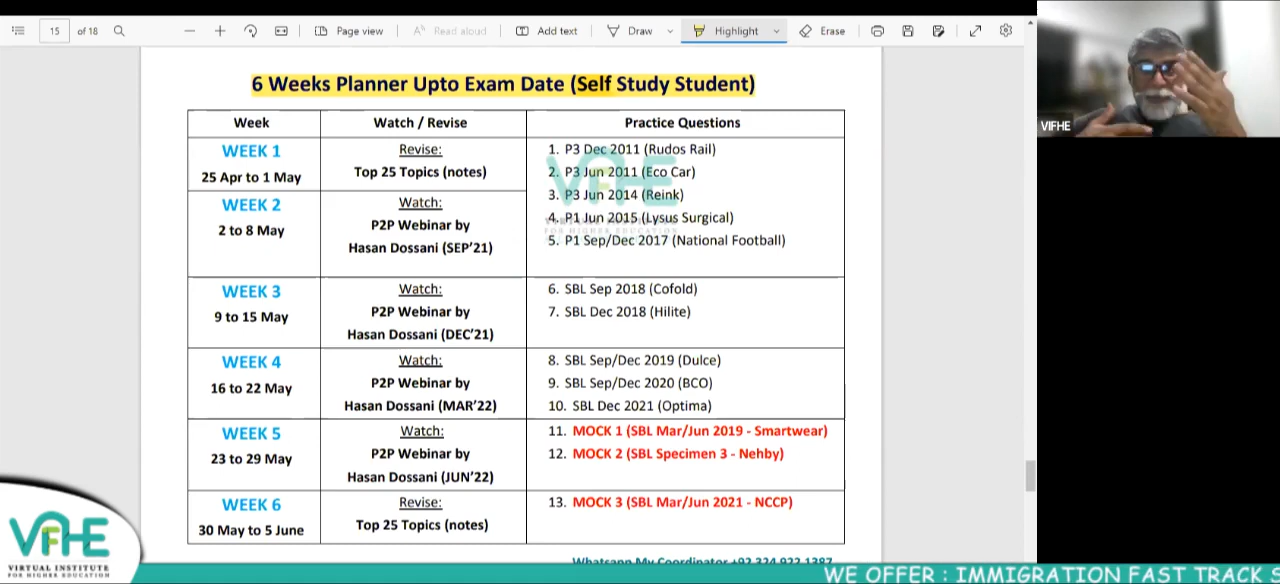 15 of 18
Page view
Read aloud
Add text
Draw
Highlight
Erase
6 Weeks Planner Upto Exam Date (Self Study Student)
Week
Watch / Revise
Practice Questions
WEEK 1
25 Apr to 1 May
Revise:
Top 25 Topics (notes)
1. P3 Dec 2011 (Rudos Rail)
2. P3 Jun 2011 (Eco Car)
3. P3 Jun 2014 (Reink)
4. P1 Jun 2015 (Lysus Surgical)
5. P1 Sep/Dec 2017 (National Football)
WEEK 2
2 to 8 May
Watch:
P2P Webinar by
Hasan Dossani (SEP'21)
WEEK 3
9 to 15 May
Watch:
P2P Webinar by
Hasan Dossani (DEC'21)
6. SBL Sep 2018 (Cofold)
7. SBL Dec 2018 (Hilite)
WEEK 4
16 to 22 May
Watch:
P2P Webinar by
Hasan Dossani (MAR'22)
8. SBL Sep/Dec 2019 (Dulce)
9. SBL Sep/Dec 2020 (BCO)
10. SBL Dec 2021 (Optima)
WEEK 5
23 to 29 May
Watch:
P2P Webinar by
Hasan Dossani (JUN'22)
11. MOCK 1 (SBL Mar/Jun 2019 - Smartwear)
12. MOCK 2 (SBL Specimen 3 - Nehby)
WEEK 6
30 May to 5 June
Revise:
Top 25 Topics (notes)
13. MOCK 3 (SBL Mar/Jun 2021 - NCCP)
Whatsapp My Coordinator +92 324 922 1387
VIFHE
VIFHE
VIRTUAL INSTITUTE
FOR HIGHER EDUCATION
WE OFFER : IMMIGRATION FAST TRACK S